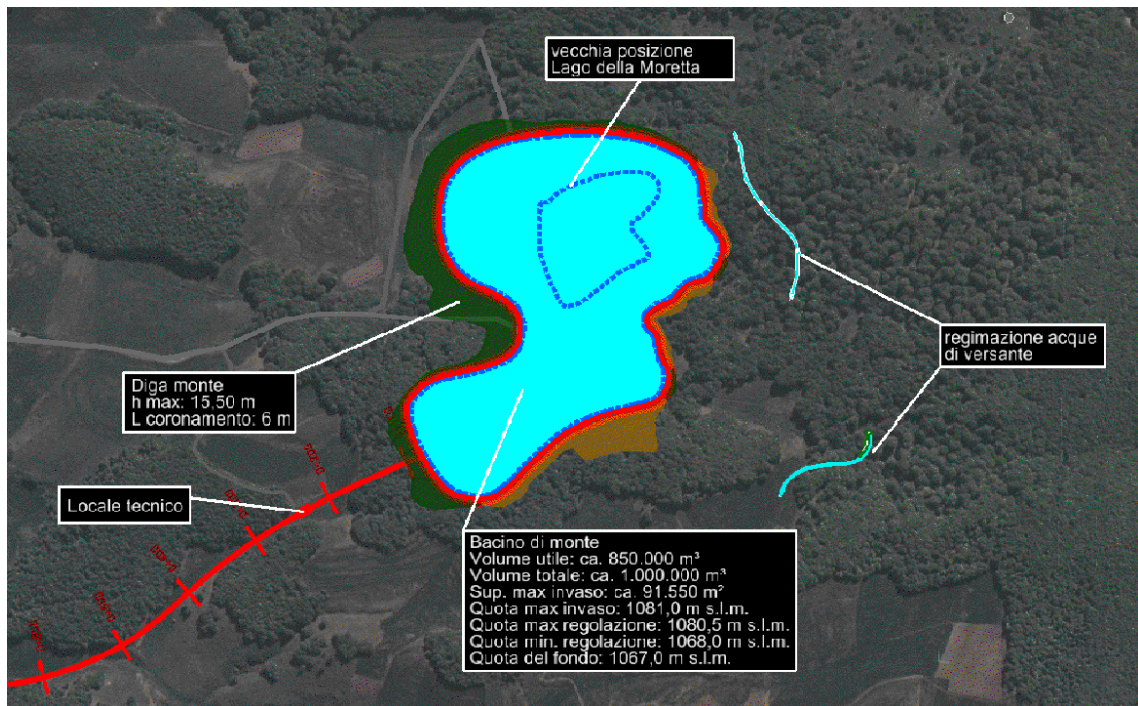 vecchia posizione
Lago della Moretta
regimazione acque
di versante
Diga monte
h max: 15,50 m
L coronamento: 6 m
Locale tecnico
Bacino di monte
Volume utile: ca. 850.000 m³
Volume totale: ca. 1.000.000 m³
Sup. max invaso: ca. 91.550 m²
Quota max invaso: 1081,0 m s.l.m.
Quota max regolazione: 1080,5 m s.l.m.
Quota min. regolazione: 1068,0 m s.l.m.
Quota del fondo: 1067,0 m s.l.m.